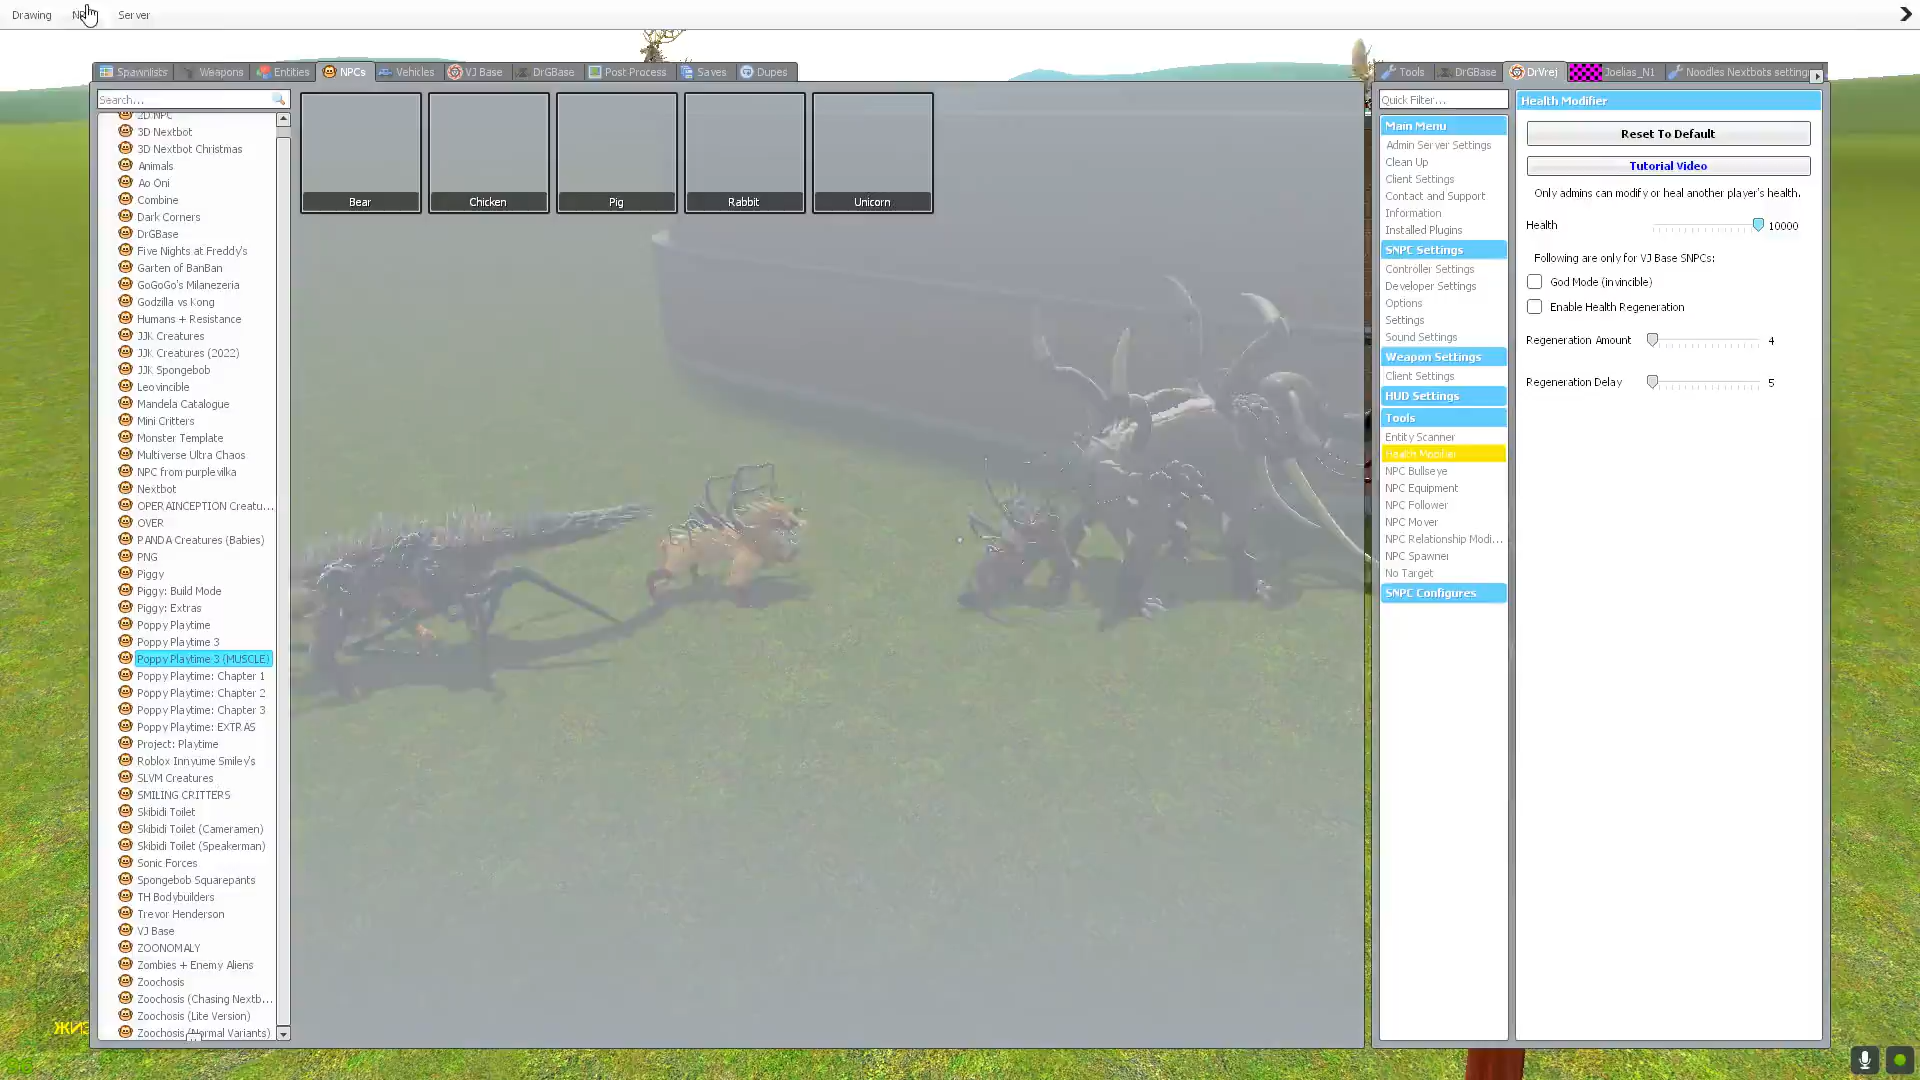 Drawing
Server
Spawnlists
Weapons
Entities
NPCs
Vehicles
VJ Base
DrGBase
Post Process
Saves
Dupes
Search...
2D NPC
3D Nextbot
3D Nextbot Christmas
Animals
Ao Oni
Combine
Dark Corners
DrGBase
Five Nights at Freddy's
Garten of BanBan
GoGoGo's Milanezeria
Godzilla vs Kong
Humans + Resistance
JJK Creatures
JJK Creatures (2022)
JJK Spongebob
Leovincible
Mandela Catalogue
Mini Critters
Monster Template
Multiverse Ultra Chaos
NPC from purplevilka
Nextbot
OPERAINCEPTION Creatu...
OVER
PANDA Creatures (Babies)
PNG
Piggy
Piggy: Build Mode
Piggy: Extras
Poppy Playtime
Poppy Playtime 3
Poppy Playtime 3 (MUSCLE)
Poppy Playtime: Chapter 1
Poppy Playtime: Chapter 2
Poppy Playtime: Chapter 3
Poppy Playtime: EXTRAS
Project: Playtime
Roblox Innyume Smiley's
SLVM Creatures
SMILING CRITTERS
Skibidi Toilet
Skibidi Toilet (Cameramen)
Skibidi Toilet (Speakerman)
Sonic Forces
Spongebob Squarepants
TH Bodybuilders
Trevor Henderson
VJ Base
ZOONOMALY
Zombies + Enemy Aliens
Zoochosis
Zoochosis (Chasing Nextb...
Zoochosis (Lite Version)
Zoochosis (Normal Variants)
Bear
Chicken
Pig
Rabbit
Unicorn
Tools
DrGBase
DrVrej
Joelias_N1
Noodles Nextbots setting
Quick Filter...
Main Menu
Admin Server Settings
Clean Up
Client Settings
Contact and Support
Information
Installed Plugins
SNPC Settings
Controller Settings
Developer Settings
Options
Settings
Sound Settings
Weapon Settings
Client Settings
HUD Settings
Tools
Entity Scanner
Health Modifier
NPC Bullseye
NPC Equipment
NPC Follower
NPC Mover
NPC Relationship Modi...
NPC Spawner
No Target
SNPC Configures
Health Modifier
Reset To Default
Tutorial Video
Only admins can modify or heal another player's health.
Health 10000
Following are only for VJ Base SNPCs:
God Mode (invincible)
Enable Health Regeneration
Regeneration Amount 4
Regeneration Delay 5